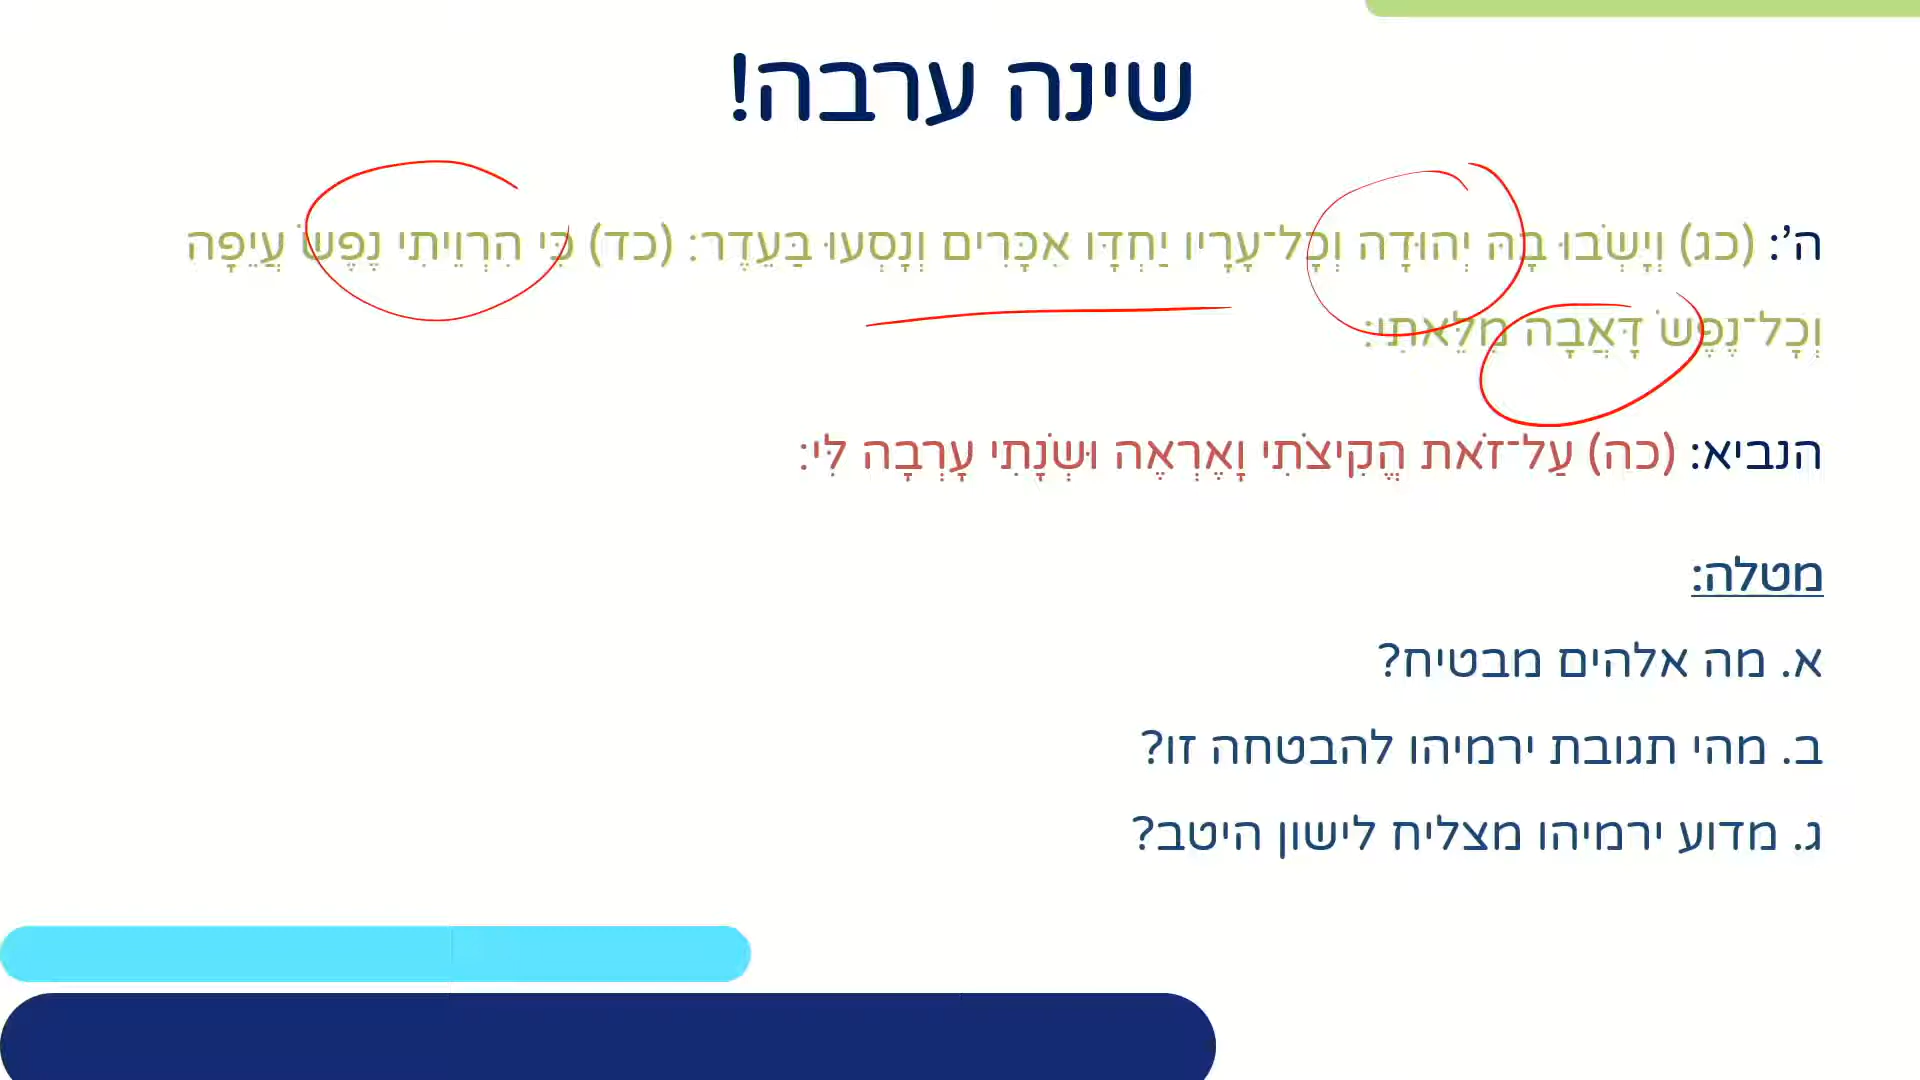 שינה ערבה!
ה': (כג) וְיָשְׁבוּ בָהּ יְהוּדָה וְכָל־עָרָיו יַחְדָּו אִכָּרִים וְנָסְעוּ בַּעֵדֶר: (כד) כִּי הִרְוֵיתִי נֶפֶשׁ עֲיֵפָה
וְכָל־נֶפֶשׁ דָּאֲבָה מִלֵּאתִי:
הנביא: (כה) עַל־זֹאת הֱקִיצֹתִי וָאֶרְאֶה וּשְׁנָתִי עָרְבָה לִּי:
מטלה:
א. מה אלהים מבטיח?
ב. מהי תגובת ירמיהו להבטחה זו?
ג. מדוע ירמיהו מצליח לישון היטב?